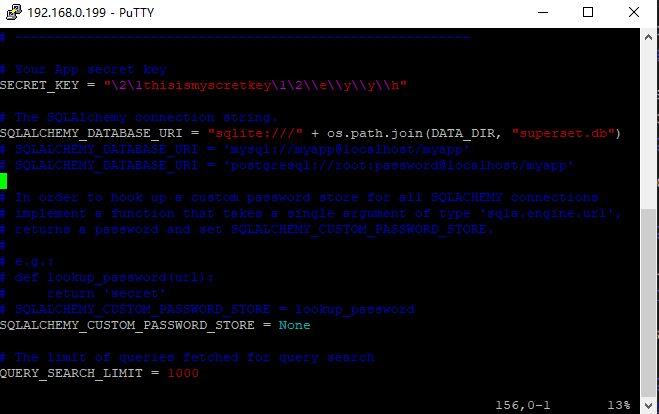 192.168.0.199 - PuTTY
# ---------------------------------------------------------
# Your App secret key
SECRET_KEY = "\2\1thisismyscretkey\1\2\\e\\y\\y\\h"
# The SQLAlchemy connection string.
SQLALCHEMY_DATABASE_URI = "sqlite:///" + os.path.join(DATA_DIR, "superset.db")
# SQLALCHEMY_DATABASE_URI = 'mysql://myapp@localhost/myapp'
# SQLALCHEMY_DATABASE_URI = 'postgresql://root:password@localhost/myapp'
# In order to hook up a custom password store for all SQLACHEMY connections
# implement a function that takes a single argument of type 'sqla.engine.url',
# returns a password and set SQLALCHEMY_CUSTOM_PASSWORD_STORE.
#
# e.g.:
# def lookup_password(url):
#     return 'secret'
# SQLALCHEMY_CUSTOM_PASSWORD_STORE = lookup_password
SQLALCHEMY_CUSTOM_PASSWORD_STORE = None
# The limit of queries fetched for query search
QUERY_SEARCH_LIMIT = 1000
156,0-1 13%